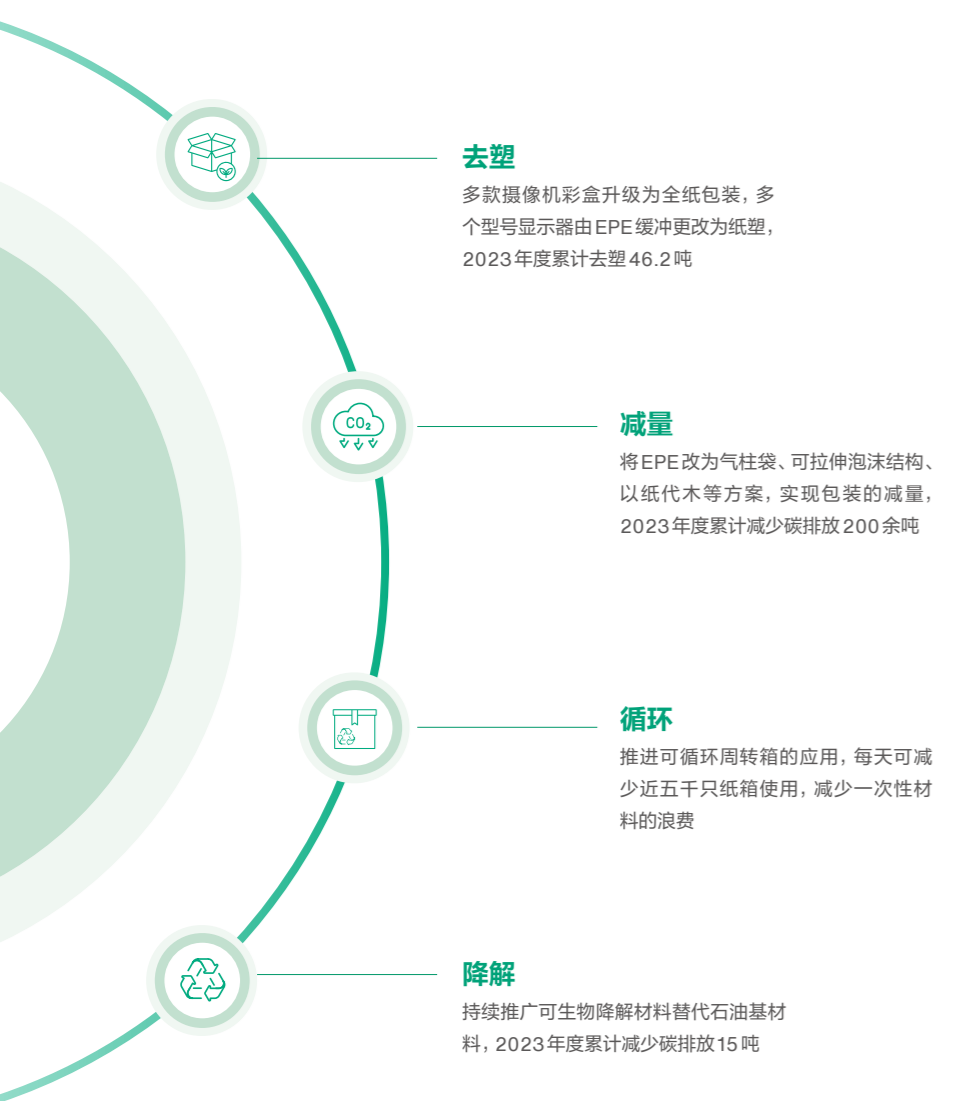 去塑
多款摄像机彩盒升级为全纸包装，多
个型号显示器由EPE缓冲更改为纸塑，
2023年度累计去塑46.2吨
CO₂
减量
将EPE改为气柱袋、可拉伸泡沫结构、
以纸代木等方案，实现包装的减量，
2023年度累计减少碳排放200余吨
循环
推进可循环周转箱的应用，每天可减
少近五千只纸箱使用，减少一次性材
料的浪费
降解
持续推广可生物降解材料替代石油基材
料，2023年度累计减少碳排放15吨